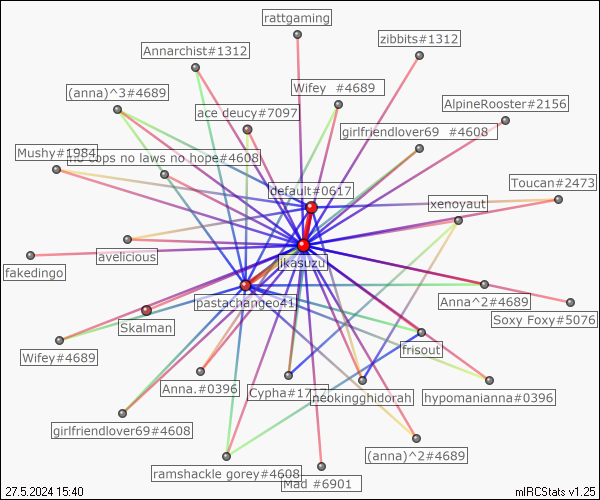 rattgaming
zibbits#1312
Annarchist#1312
(anna)^3#4689
Wifey #4689
AlpineRooster#2156
ace deucy#7097
girlfriendlover69 #4608
Mushy#1984
no cops no laws no hope#4608
Toucan#2473
default#0617
xenoyaut
avelicious
ikasuzu
fakedingo
pastachangeo41
Anna^2#4689
Soxy Foxy#5076
Skalman
frisout
Wifey#4689
Anna.#0396
neokingghidorah
hypomanianna#0396
girlfriendlover69#4608
(anna)^2#4689
ramshackle gorey#4608
Mad #6901
27.5.2024 15:40
mIRCStats v1.25